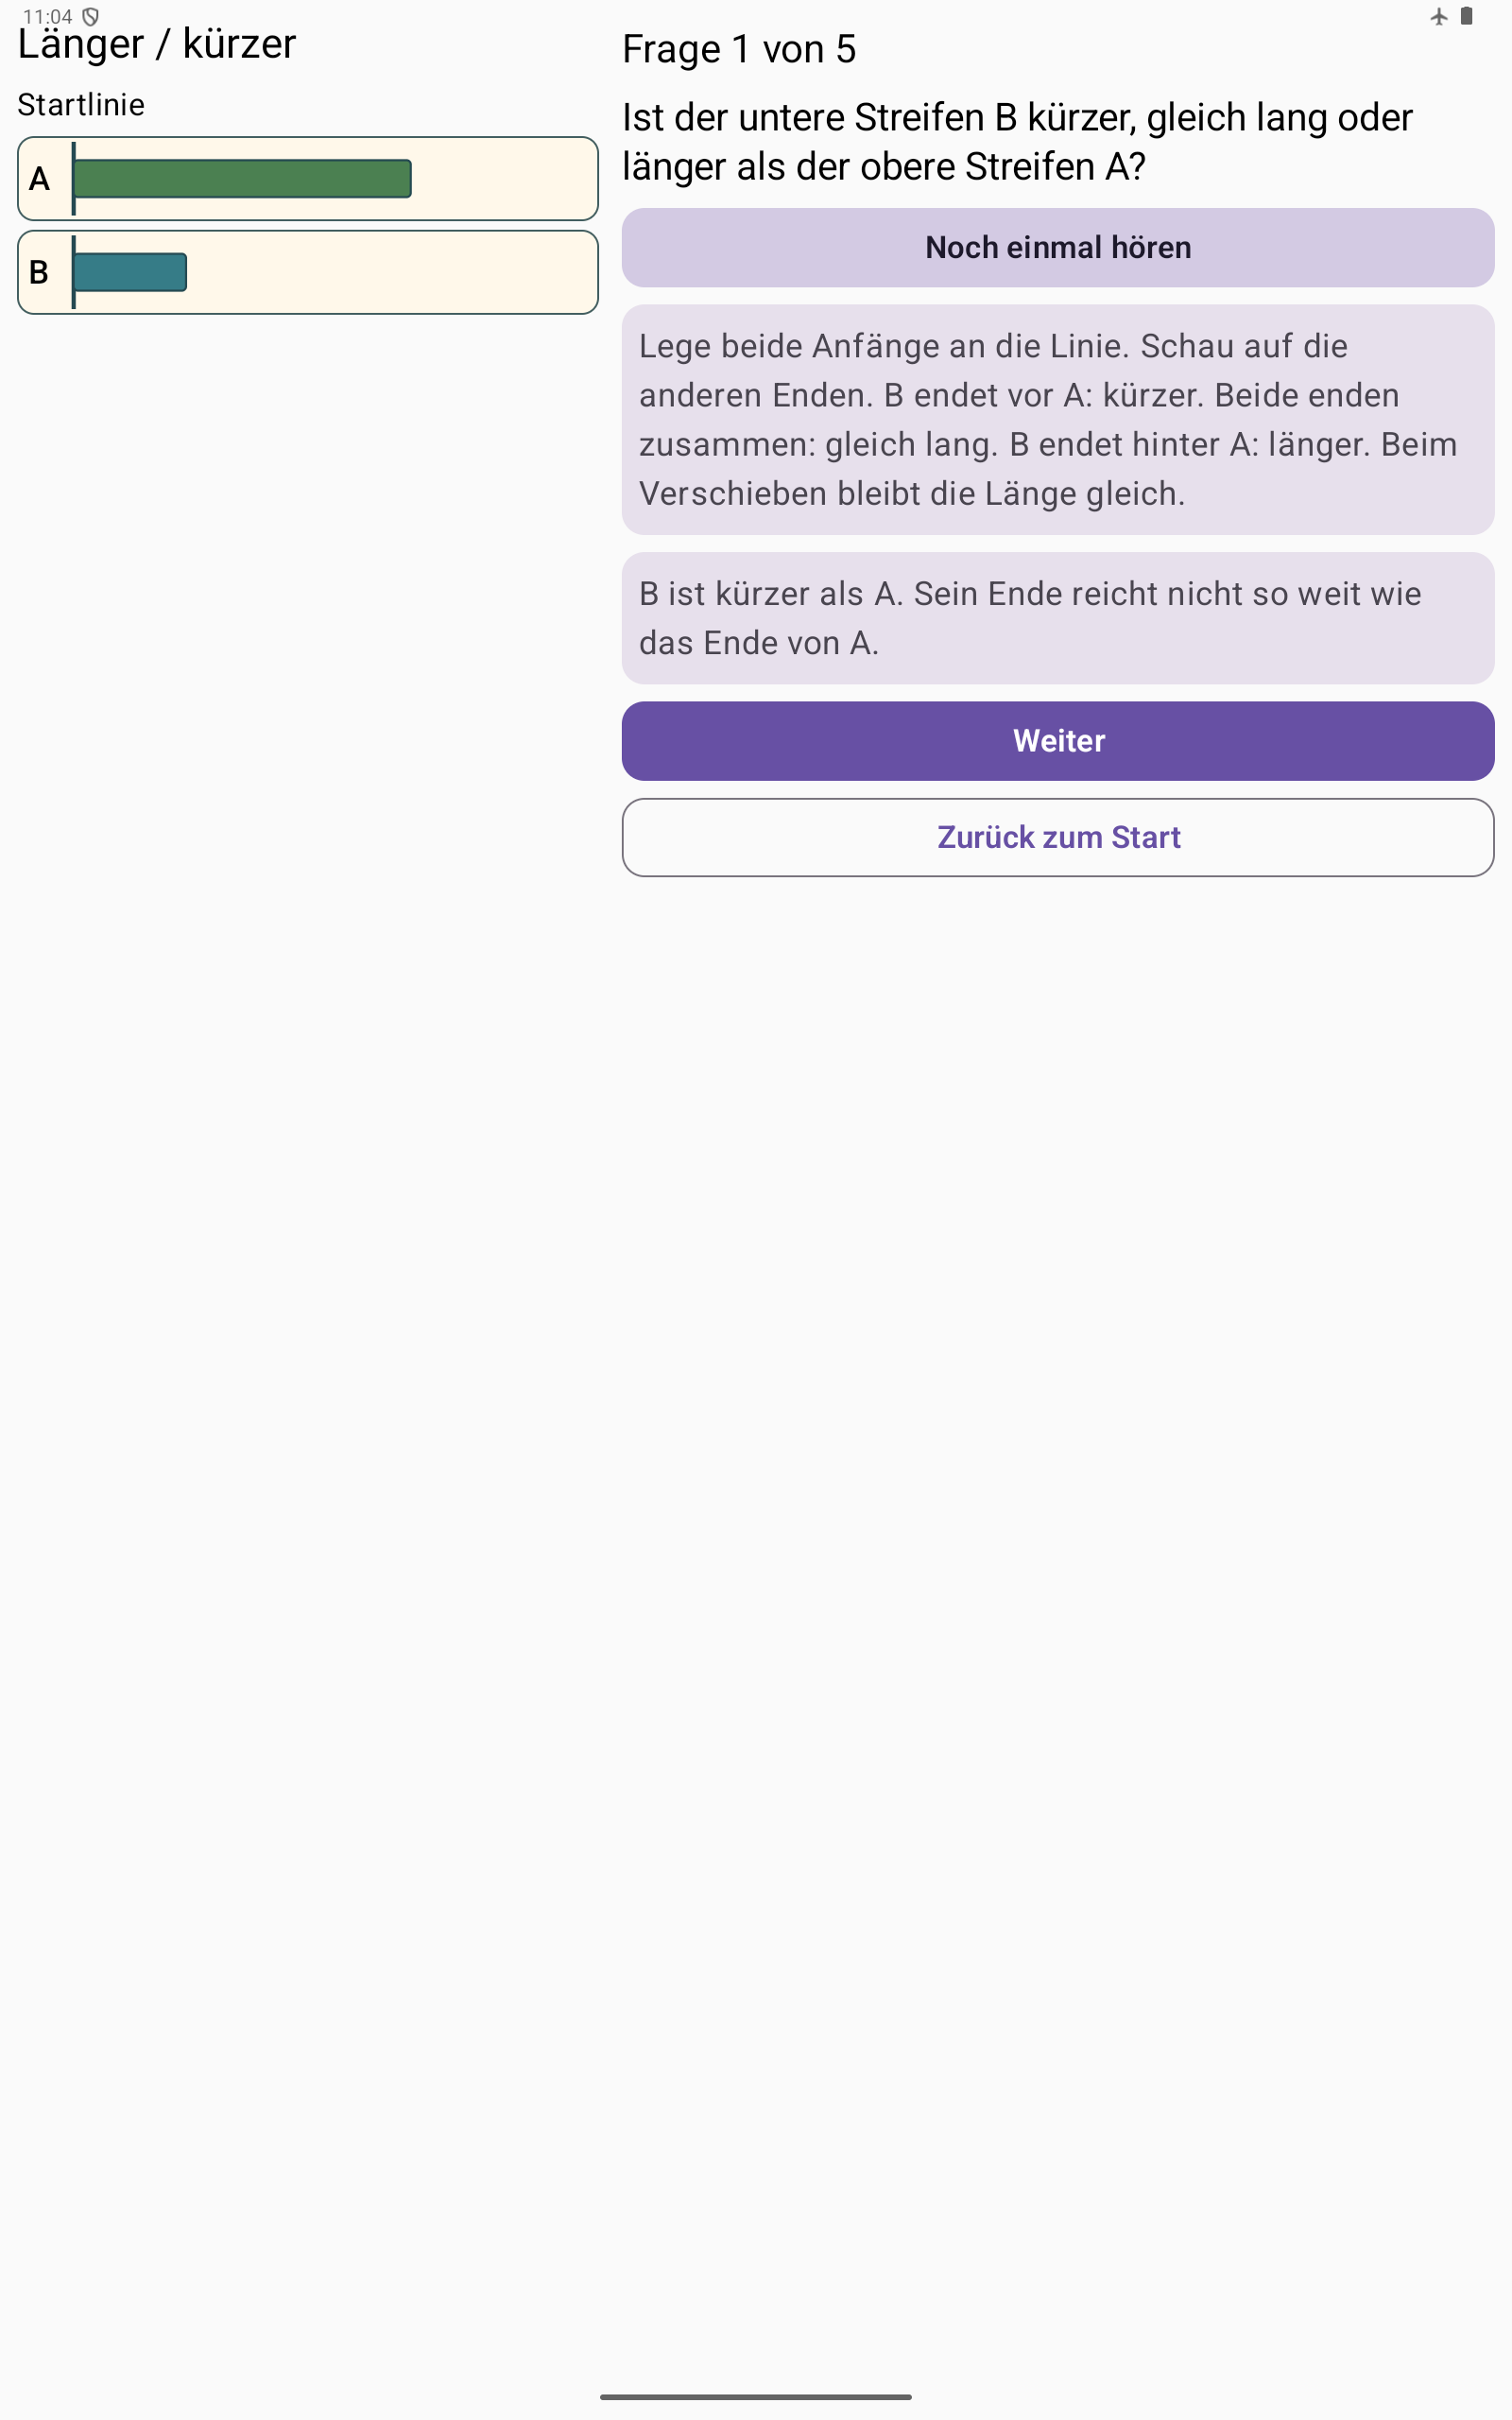 11:04
Länger / kürzer
Startlinie
A
B
Frage 1 von 5
Ist der untere Streifen B kürzer, gleich lang oder
länger als der obere Streifen A?
Noch einmal hören
Lege beide Anfänge an die Linie. Schau auf die
anderen Enden. B endet vor A: kürzer. Beide enden
zusammen: gleich lang. B endet hinter A: länger. Beim
Verschieben bleibt die Länge gleich.
B ist kürzer als A. Sein Ende reicht nicht so weit wie
das Ende von A.
Weiter
Zurück zum Start